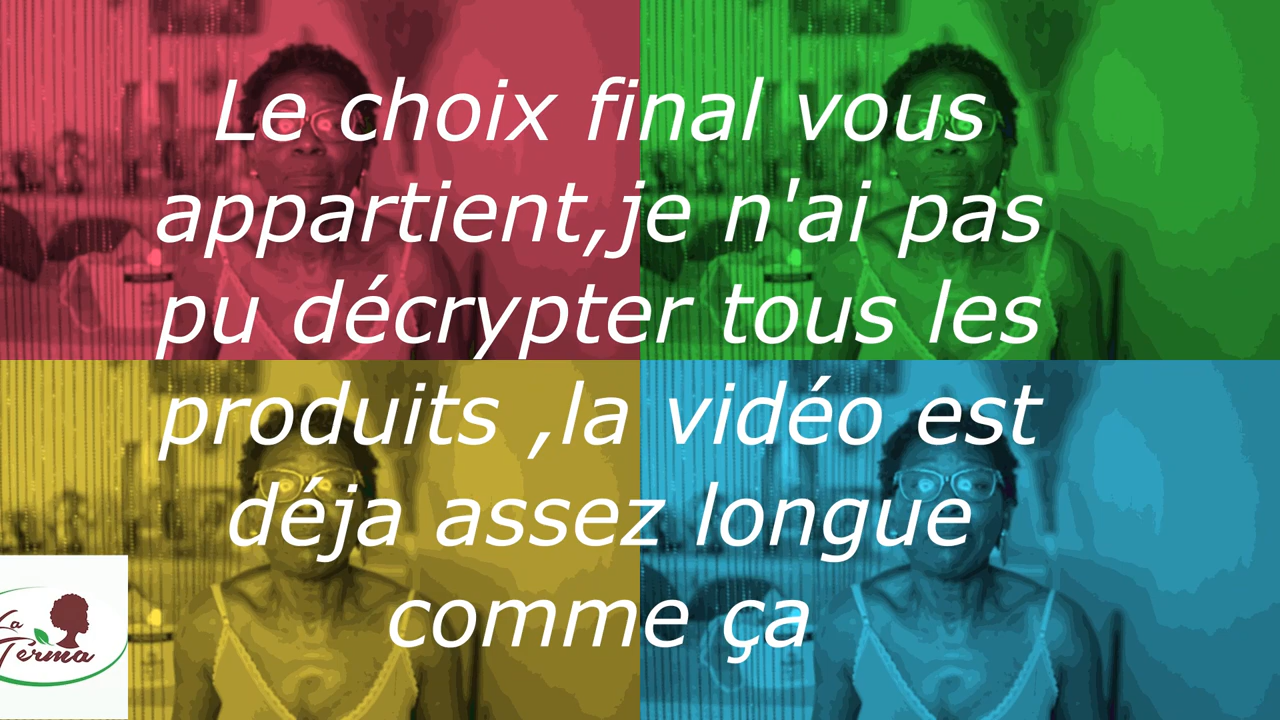 Le choix final vous
appartient,je n'ai pas
pu décrypter tous les
produits ,la vidéo est
déja assez longue
comme ça
La
Ferma